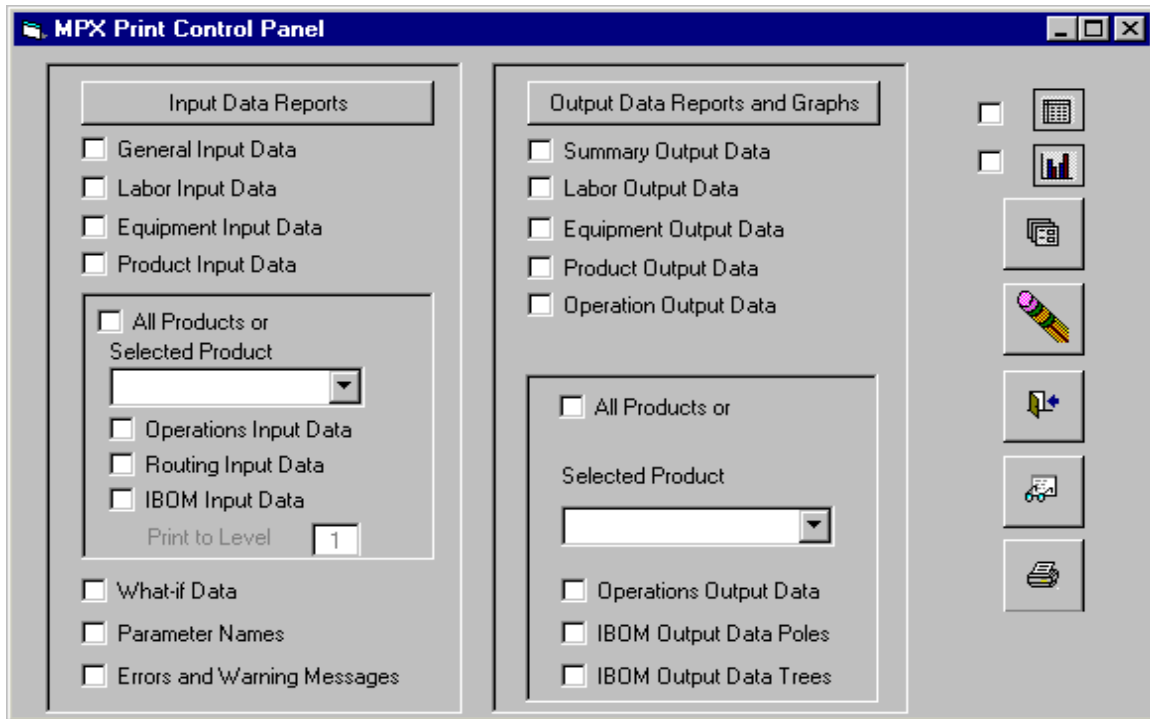 MPX Print Control Panel
Input Data Reports
General Input Data
Labor Input Data
Equipment Input Data
Product Input Data
All Products or
Selected Product
Operations Input Data
Routing Input Data
IBOM Input Data
Print to Level 1
What-if Data
Parameter Names
Errors and Warning Messages
Output Data Reports and Graphs
Summary Output Data
Labor Output Data
Equipment Output Data
Product Output Data
Operation Output Data
All Products or
Selected Product
Operations Output Data
IBOM Output Data Poles
IBOM Output Data Trees